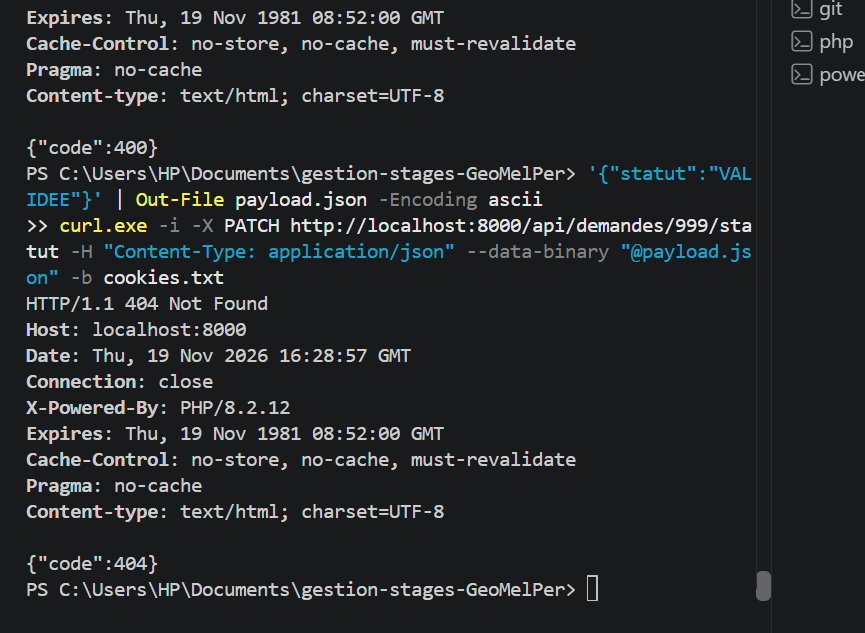 Expires: Thu, 19 Nov 1981 08:52:00 GMT
Cache-Control: no-store, no-cache, must-revalidate
Pragma: no-cache
Content-type: text/html; charset=UTF-8
{"code":400}
PS C:\Users\HP\Documents\gestion-stages-GeoMelPer> '{"statut":"VAL
IDEE"}' | Out-File payload.json -Encoding ascii
>> curl.exe -i -X PATCH http://localhost:8000/api/demandes/999/sta
tut -H "Content-Type: application/json" --data-binary "@payload.js
on" -b cookies.txt
HTTP/1.1 404 Not Found
Host: localhost:8000
Date: Thu, 19 Nov 2026 16:28:57 GMT
Connection: close
X-Powered-By: PHP/8.2.12
Expires: Thu, 19 Nov 1981 08:52:00 GMT
Cache-Control: no-store, no-cache, must-revalidate
Pragma: no-cache
Content-type: text/html; charset=UTF-8
{"code":404}
PS C:\Users\HP\Documents\gestion-stages-GeoMelPer>
git
php
powe